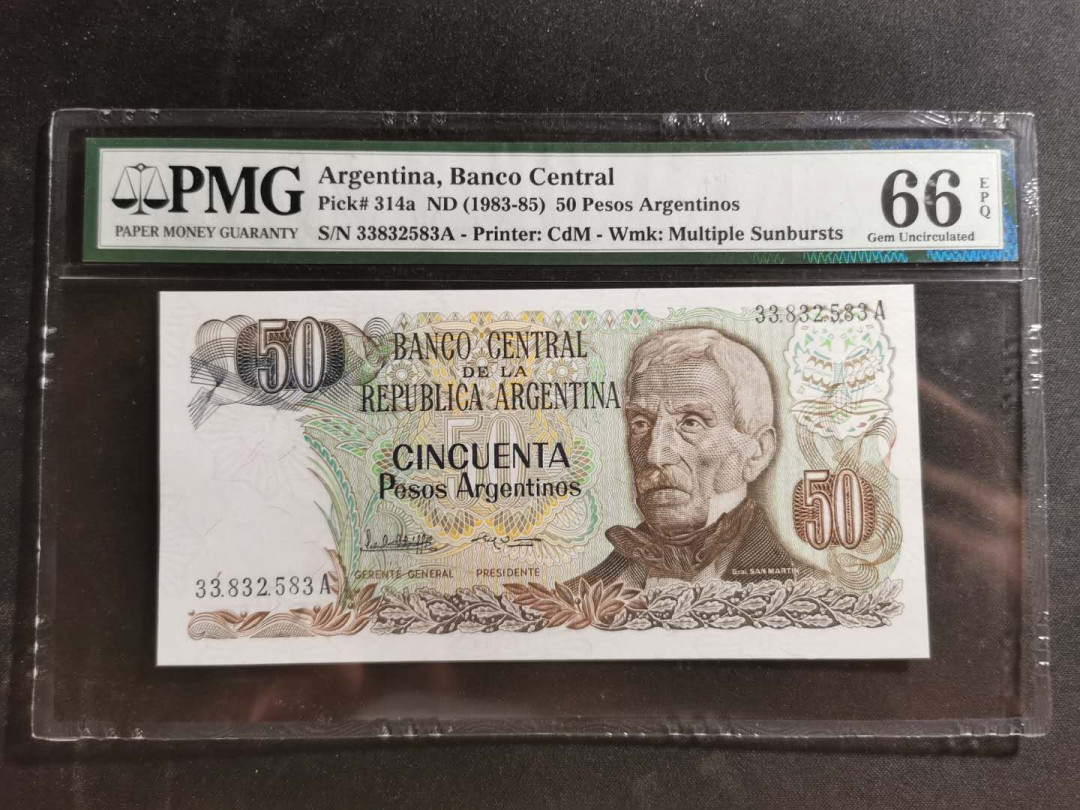 PMG
PAPER MONEY GUARANTY
Argentina, Banco Central
Pick# 314a ND (1983-85) 50 Pesos Argentinos
S/N 33832583A - Printer: CdM - Wmk: Multiple Sunbursts
66
EPQ
Gem Uncirculated
33.832.583 A
50
BANCO CENTRAL
DE LA
REPUBLICA ARGENTINA
50
CINCUENTA
Pesos Argentinos
50
GERENTE GENERAL PRESIDENTE
Gral. SAN MARTIN
33.832.583 A